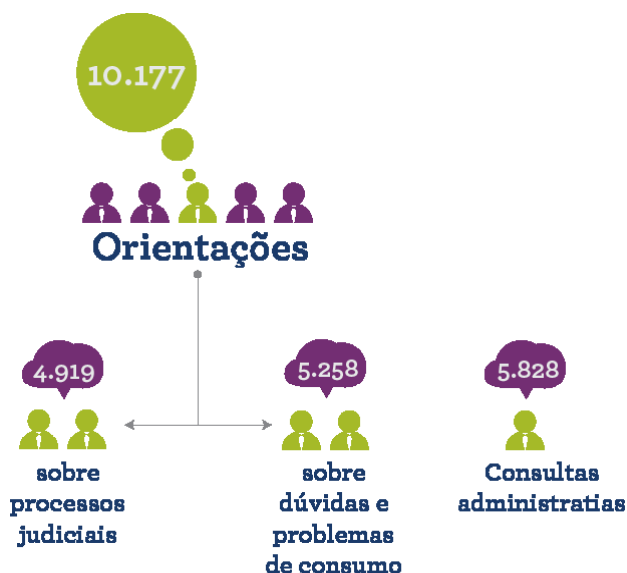 10.177
Orientações
4.919
sobre
processos
judiciais
5.258
sobre
dúvidas e
problemas
de consumo
5.828
Consultas
administratias